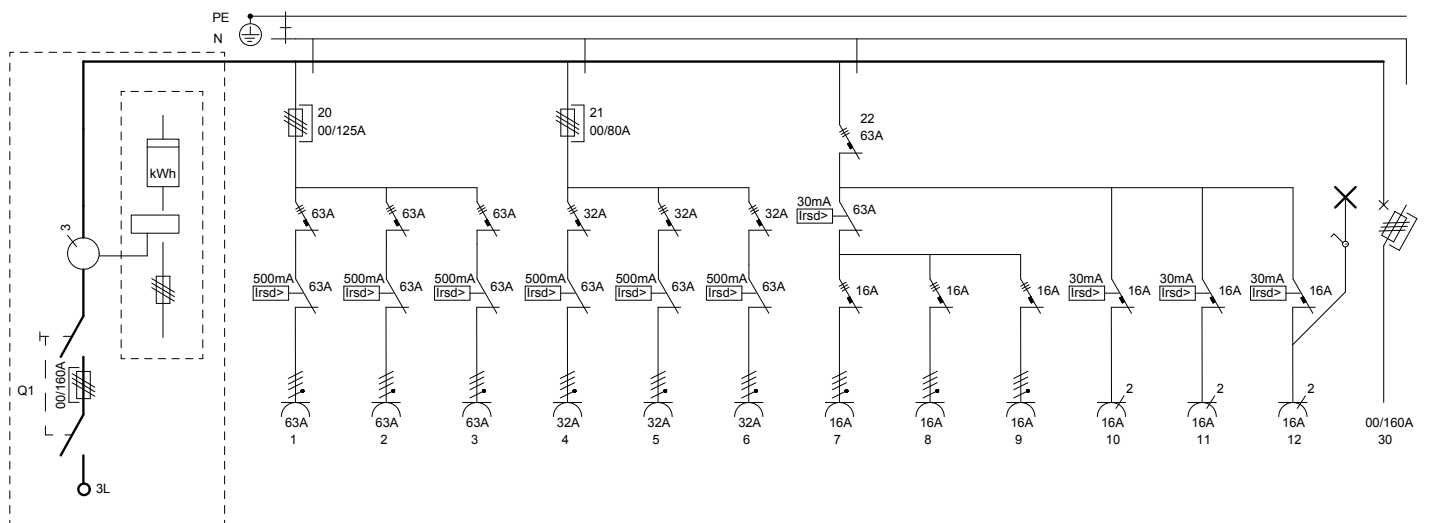 PE
N
20
00/125A
21
00/80A
22
63A
kWh
3
63A
63A
63A
32A
32A
32A
30mA
Irsd>
63A
500mA
Irsd>
63A
500mA
Irsd>
63A
500mA
Irsd>
63A
500mA
Irsd>
63A
500mA
Irsd>
63A
500mA
Irsd>
63A
16A
16A
16A
30mA
Irsd>
16A
30mA
Irsd>
16A
30mA
Irsd>
16A
Q1
00/160A
2
2
2
63A
1
63A
2
63A
3
32A
4
32A
5
32A
6
16A
7
16A
8
16A
9
16A
10
16A
11
16A
12
00/160A
30
3L